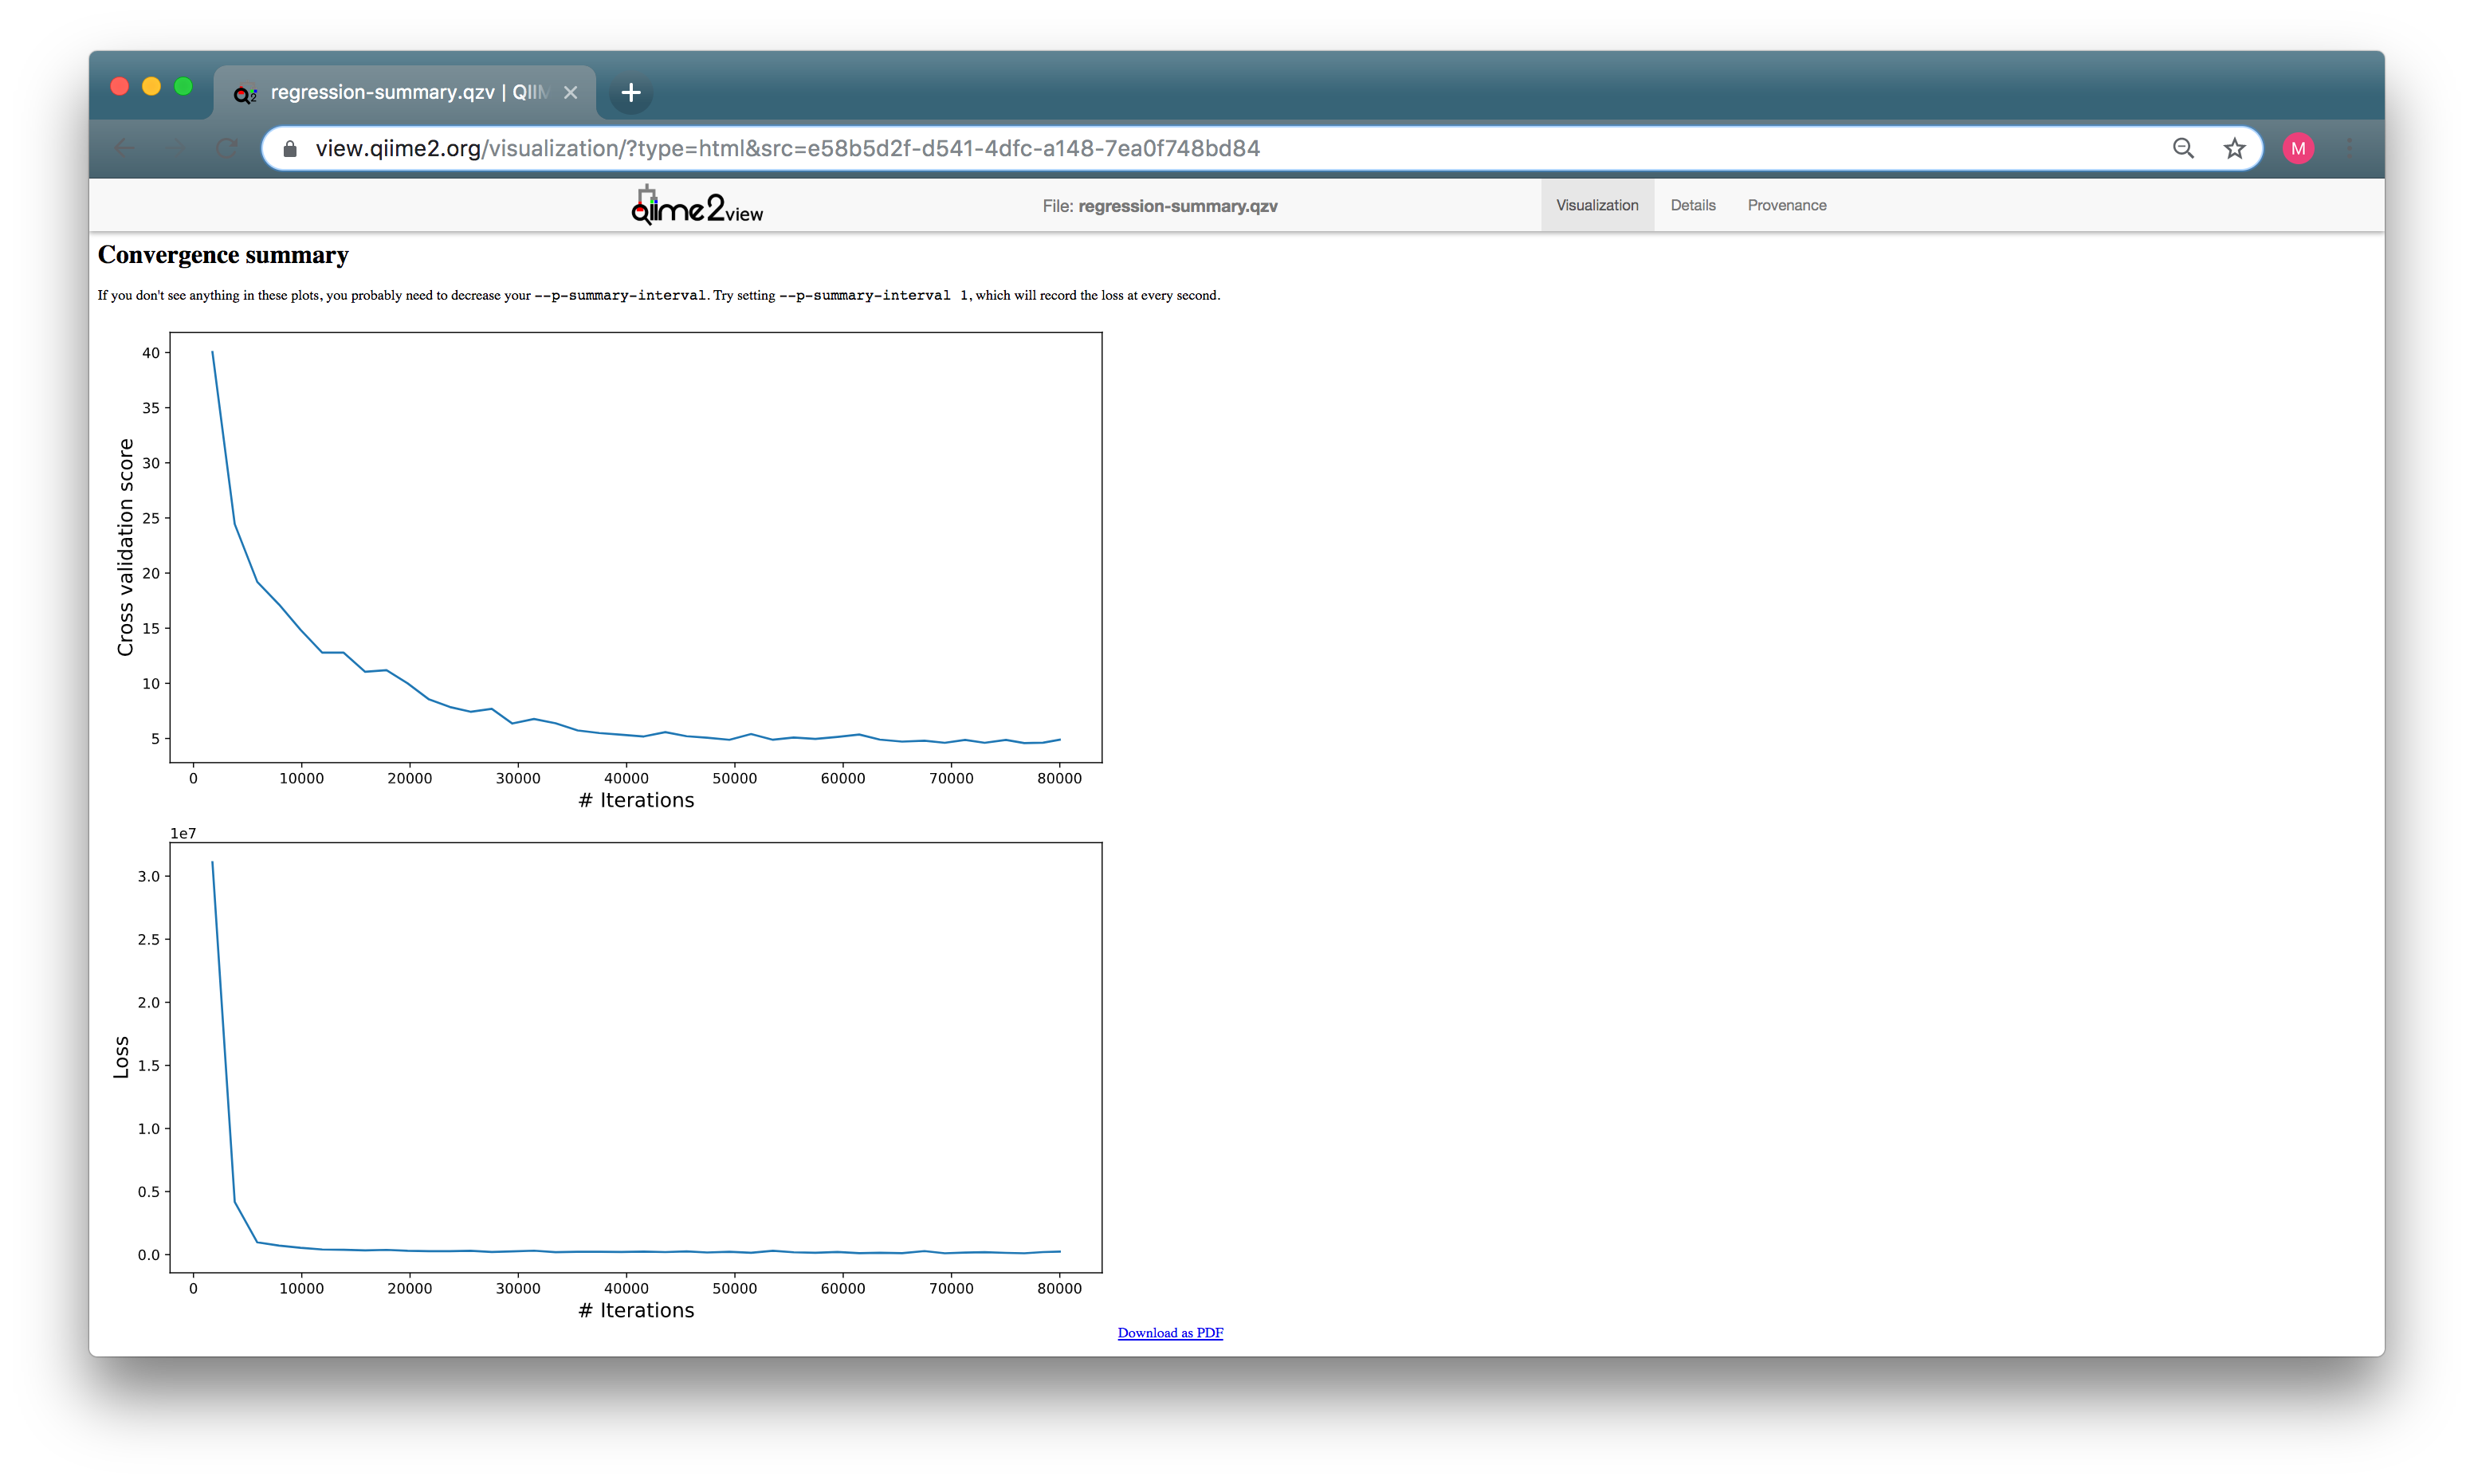 regression-summary.qzv | QIIM
view.qiime2.org/visualization/?type=html&src=e58b5d2f-d541-4dfc-a148-7ea0f748bd84
M
qiime2view
File: regression-summary.qzv
Visualization
Details
Provenance
Convergence summary
If you don't see anything in these plots, you probably need to decrease your --p-summary-interval. Try setting --p-summary-interval 1, which will record the loss at every second.
40
35
30
25
20
15
10
5
Cross validation score
0 10000 20000 30000 40000 50000 60000 70000 80000
# Iterations
1e7
3.0
2.5
2.0
1.5
1.0
0.5
0.0
Loss
0 10000 20000 30000 40000 50000 60000 70000 80000
# Iterations
Download as PDF